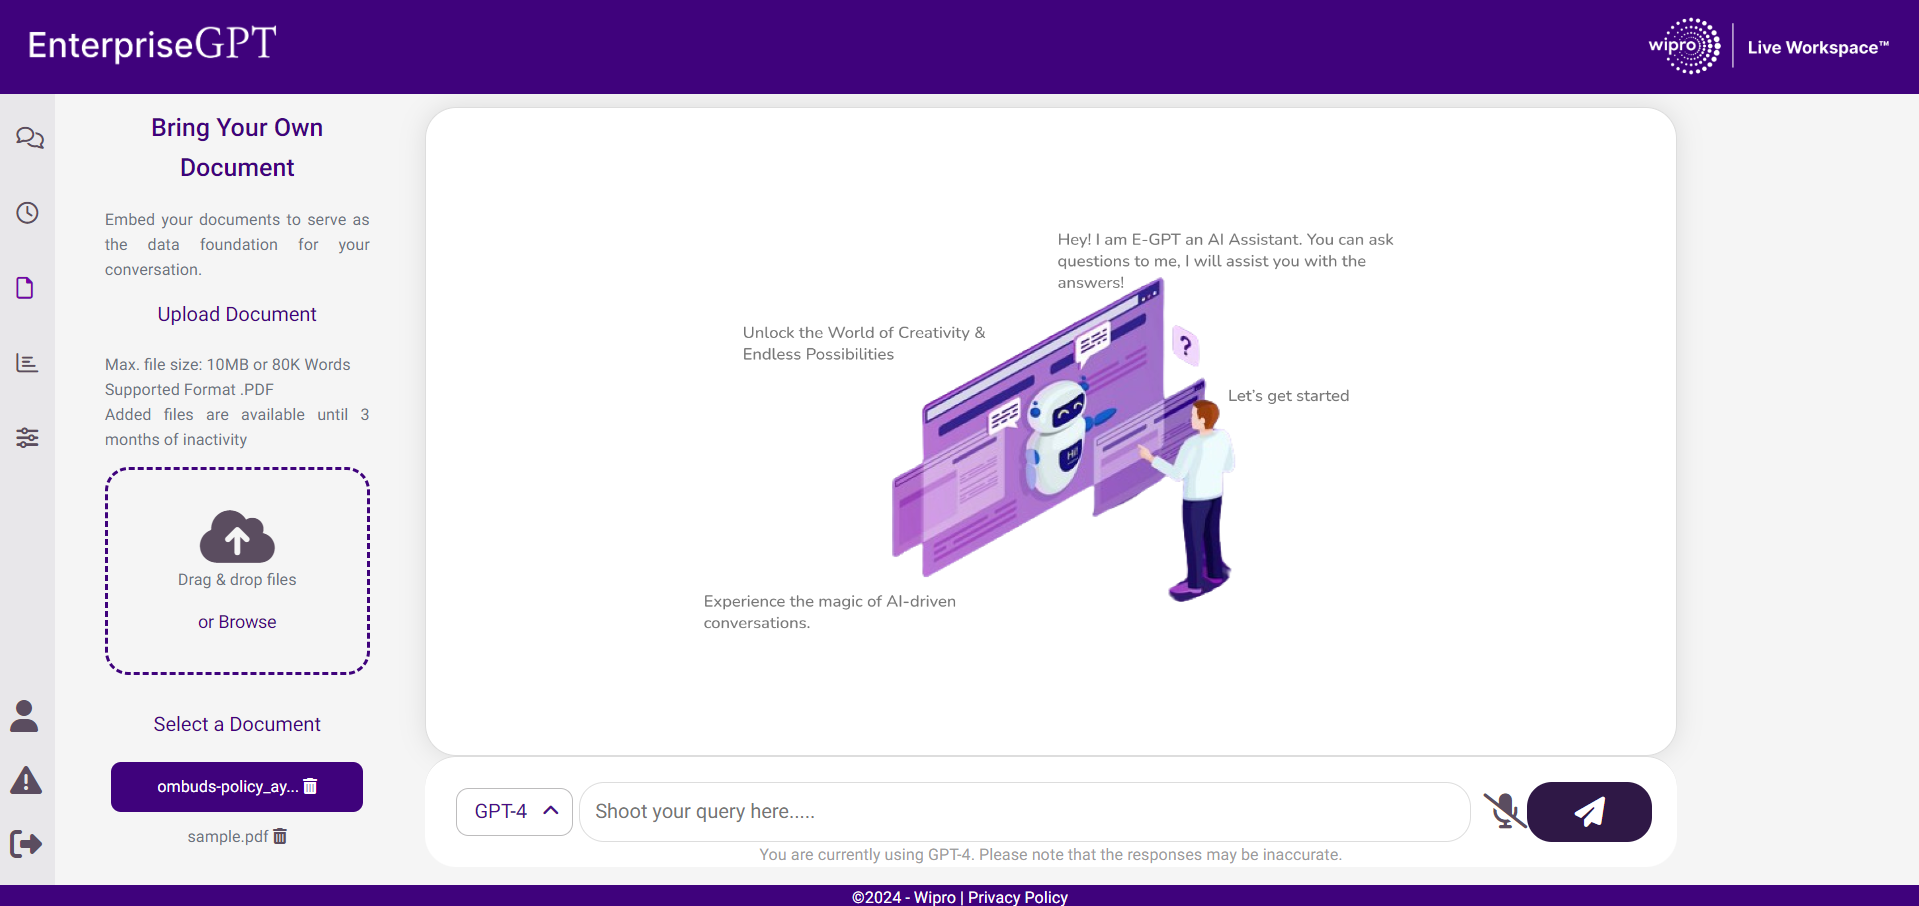 EnterpriseGPT
wipro
Live Workspace™
Bring Your Own
Document
Embed your documents to serve as
the data foundation for your
conversation.
Upload Document
Max. file size: 10MB or 80K Words
Supported Format .PDF
Added files are available until 3
months of inactivity
Drag & drop files
or Browse
Select a Document
ombuds-policy_ay...
sample.pdf
Hey! I am E-GPT an AI Assistant. You can ask
questions to me, I will assist you with the
answers!
Unlock the World of Creativity &
Endless Possibilities
?
Let's get started
Hi!
Experience the magic of AI-driven
conversations.
GPT-4
Shoot your query here.....
You are currently using GPT-4. Please note that the responses may be inaccurate.
©2024 - Wipro | Privacy Policy